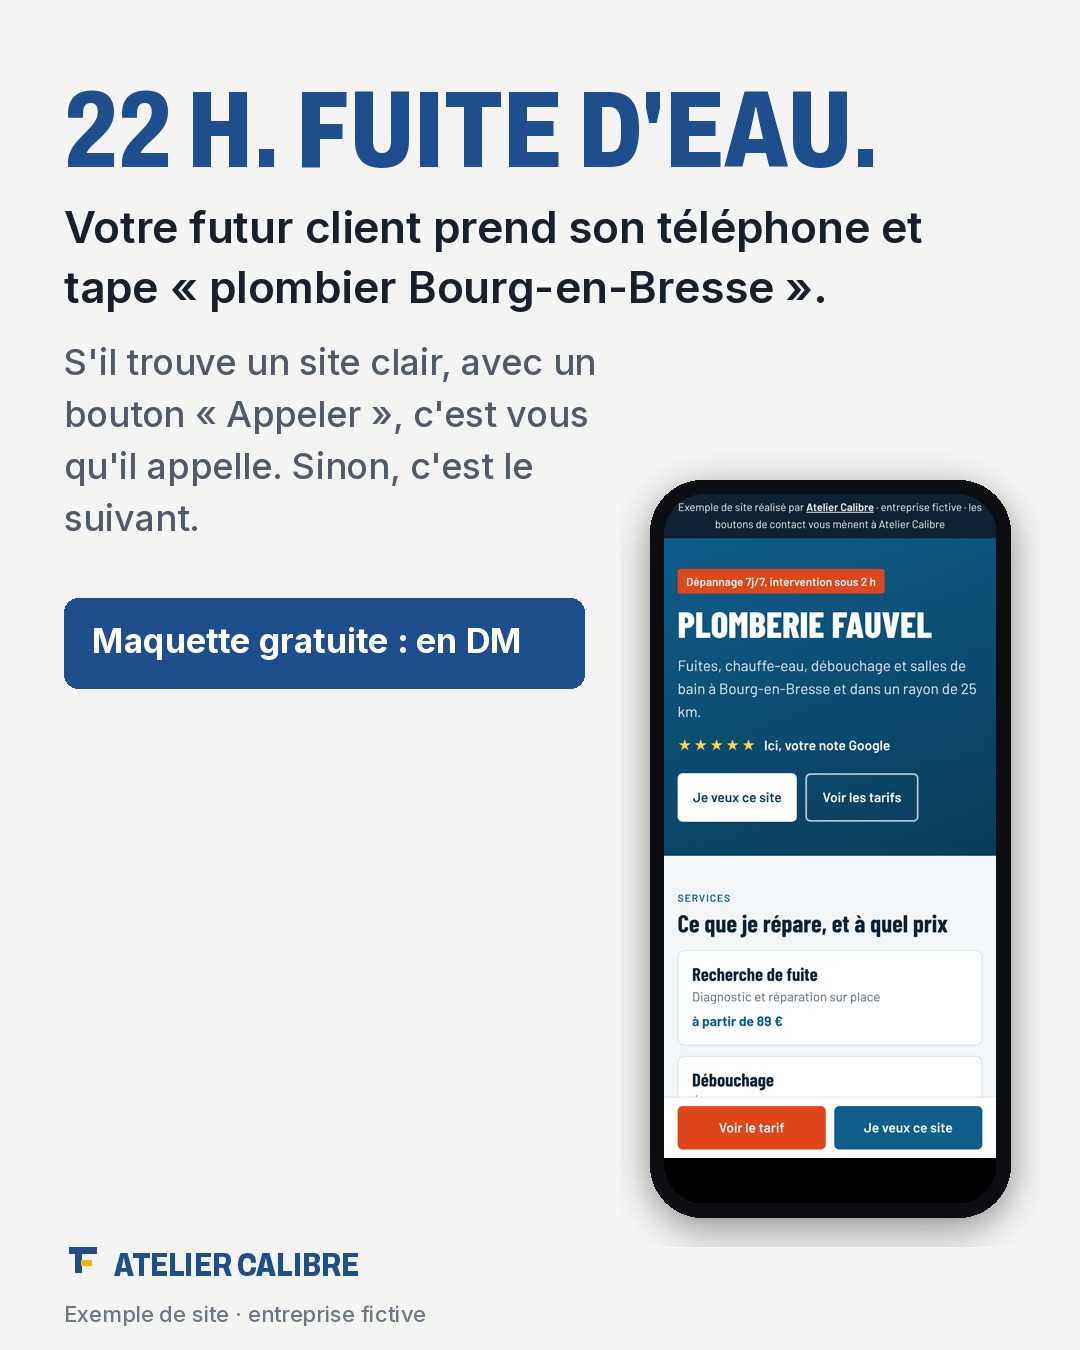 22 H. FUITE D'EAU.
Votre futur client prend son téléphone et
tape « plombier Bourg-en-Bresse ».
S'il trouve un site clair, avec un
bouton « Appeler », c'est vous
qu'il appelle. Sinon, c'est le
suivant.
Maquette gratuite : en DM
Exemple de site réalisé par Atelier Calibre · entreprise fictive · les
boutons de contact vous mènent à Atelier Calibre
Dépannage 7j/7, intervention sous 2 h
PLOMBERIE FAUVEL
Fuites, chauffe-eau, débouchage et salles de
bain à Bourg-en-Bresse et dans un rayon de 25
km.
★★★★★ Ici, votre note Google
Je veux ce site
Voir les tarifs
SERVICES
Ce que je répare, et à quel prix
Recherche de fuite
Diagnostic et réparation sur place
à partir de 89 €
Débouchage
Voir le tarif
Je veux ce site
ATELIER CALIBRE
Exemple de site · entreprise fictive